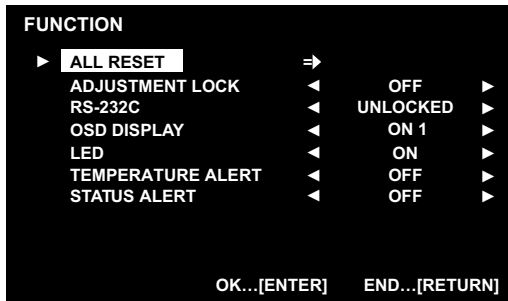 FUNCTION
ALL RESET
ADJUSTMENT LOCK OFF
RS-232C UNLOCKED
OSD DISPLAY ON 1
LED ON
TEMPERATURE ALERT OFF
STATUS ALERT OFF
OK…[ENTER] END…[RETURN]